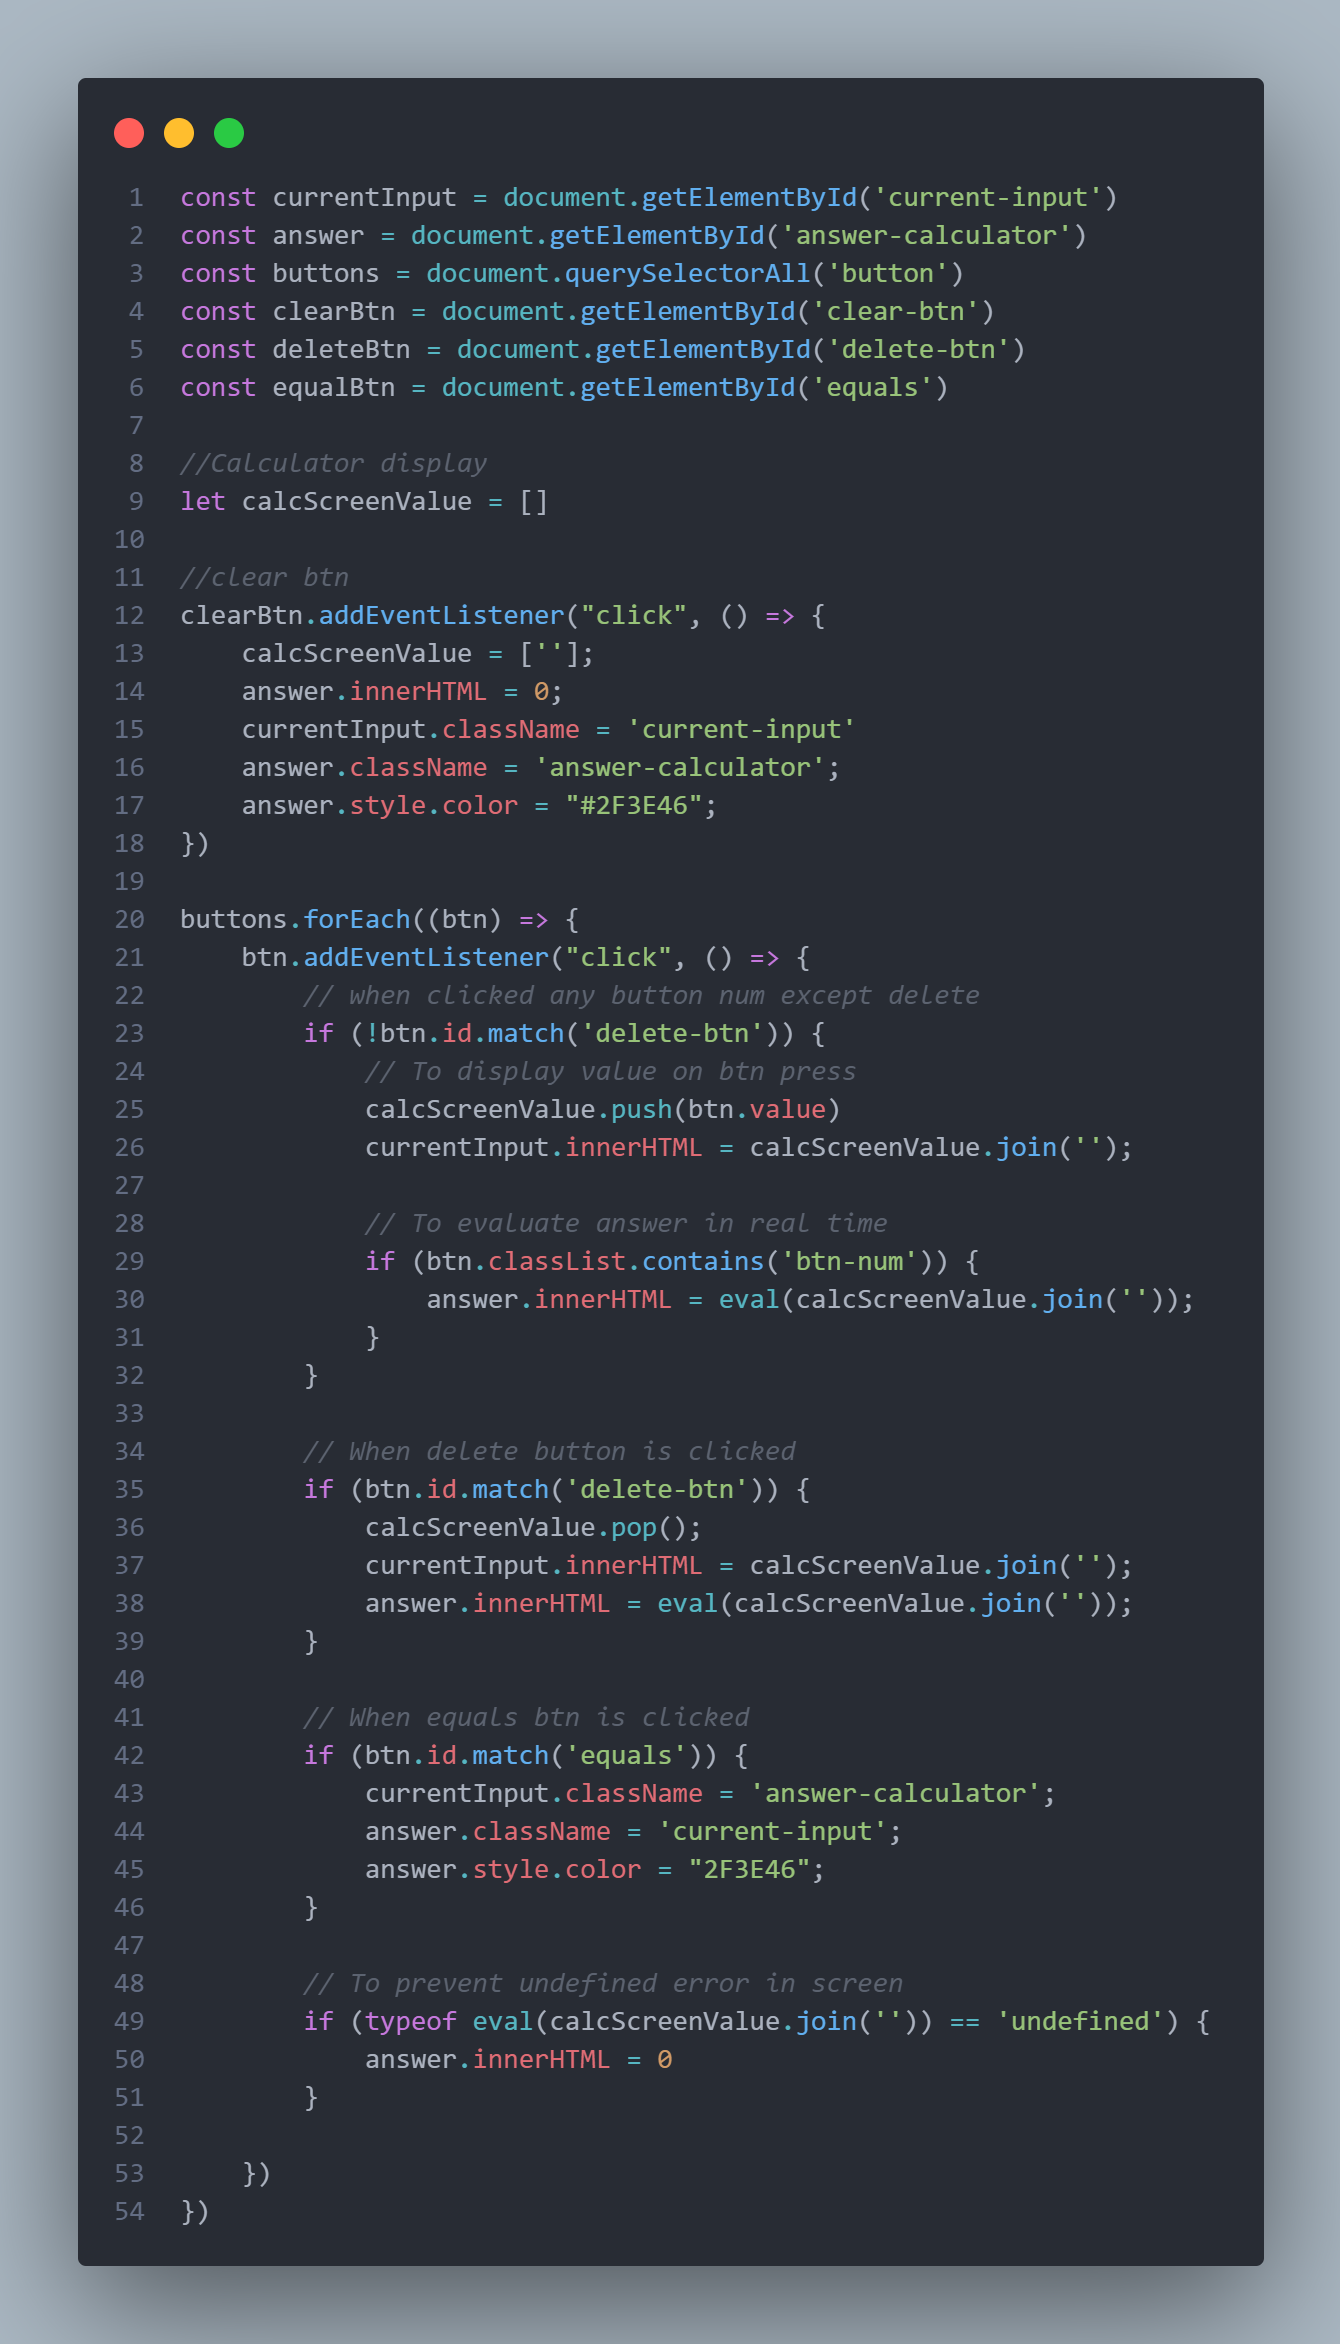 1 const currentInput = document.getElementById('current-input')
2 const answer = document.getElementById('answer-calculator')
3 const buttons = document.querySelectorAll('button')
4 const clearBtn = document.getElementById('clear-btn')
5 const deleteBtn = document.getElementById('delete-btn')
6 const equalBtn = document.getElementById('equals')
7
8 //Calculator display
9 let calcScreenValue = []
10
11 //clear btn
12 clearBtn.addEventListener("click", () => {
13     calcScreenValue = [''];
14     answer.innerHTML = 0;
15     currentInput.className = 'current-input'
16     answer.className = 'answer-calculator';
17     answer.style.color = "#2F3E46";
18 })
19
20 buttons.forEach((btn) => {
21     btn.addEventListener("click", () => {
22         // when clicked any button num except delete
23         if (!btn.id.match('delete-btn')) {
24             // To display value on btn press
25             calcScreenValue.push(btn.value)
26             currentInput.innerHTML = calcScreenValue.join('');
27
28             // To evaluate answer in real time
29             if (btn.classList.contains('btn-num')) {
30                 answer.innerHTML = eval(calcScreenValue.join(''));
31             }
32         }
33
34         // When delete button is clicked
35         if (btn.id.match('delete-btn')) {
36             calcScreenValue.pop();
37             currentInput.innerHTML = calcScreenValue.join('');
38             answer.innerHTML = eval(calcScreenValue.join(''));
39         }
40
41         // When equals btn is clicked
42         if (btn.id.match('equals')) {
43             currentInput.className = 'answer-calculator';
44             answer.className = 'current-input';
45             answer.style.color = "2F3E46";
46         }
47
48         // To prevent undefined error in screen
49         if (typeof eval(calcScreenValue.join('')) == 'undefined') {
50             answer.innerHTML = 0
51         }
52
53     })
54 })